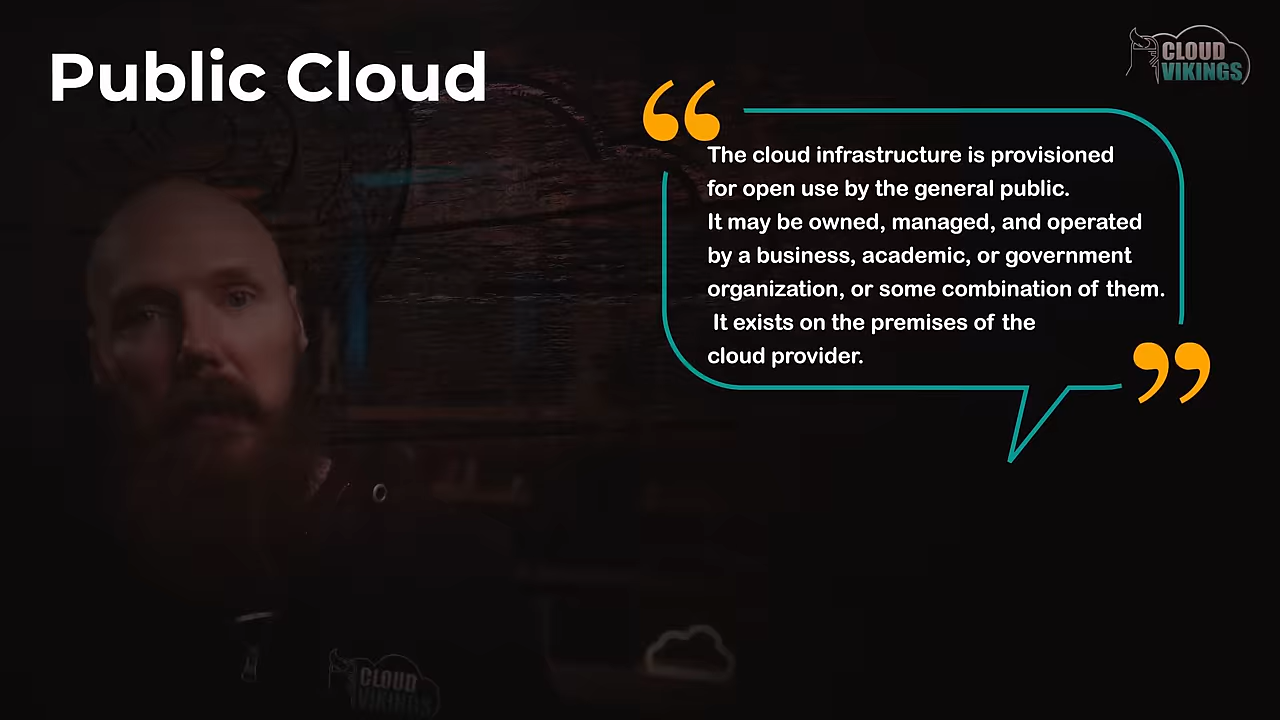 Public Cloud
CLOUD
VIKINGS
The cloud infrastructure is provisioned
for open use by the general public.
It may be owned, managed, and operated
by a business, academic, or government
organization, or some combination of them.
It exists on the premises of the
cloud provider.
CLOUD
VIKINGS